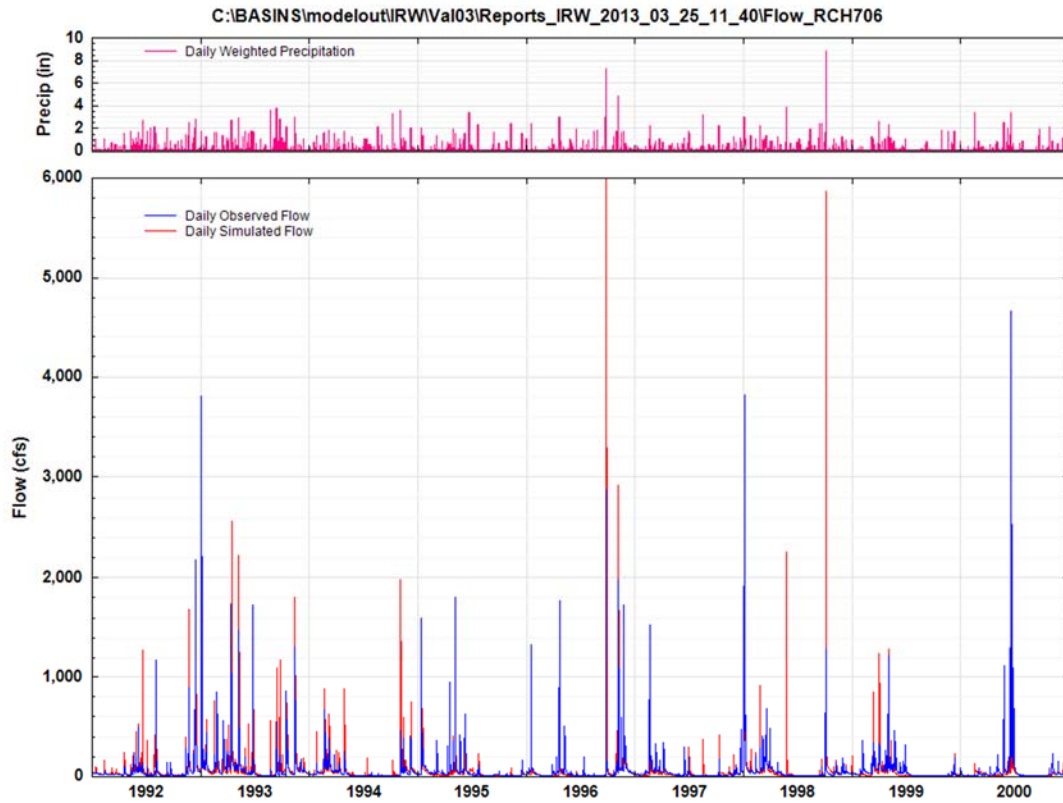 C:\BASINS\modelout\IRW\Val03\Reports_IRW_2013_03_25_11_40\Flow_RCH706
Precip (in)
10
8
6
4
2
0
Daily Weighted Precipitation
Flow (cfs)
6,000
5,000
4,000
3,000
2,000
1,000
0
Daily Observed Flow
Daily Simulated Flow
1992 1993 1994 1995 1996 1997 1998 1999 2000